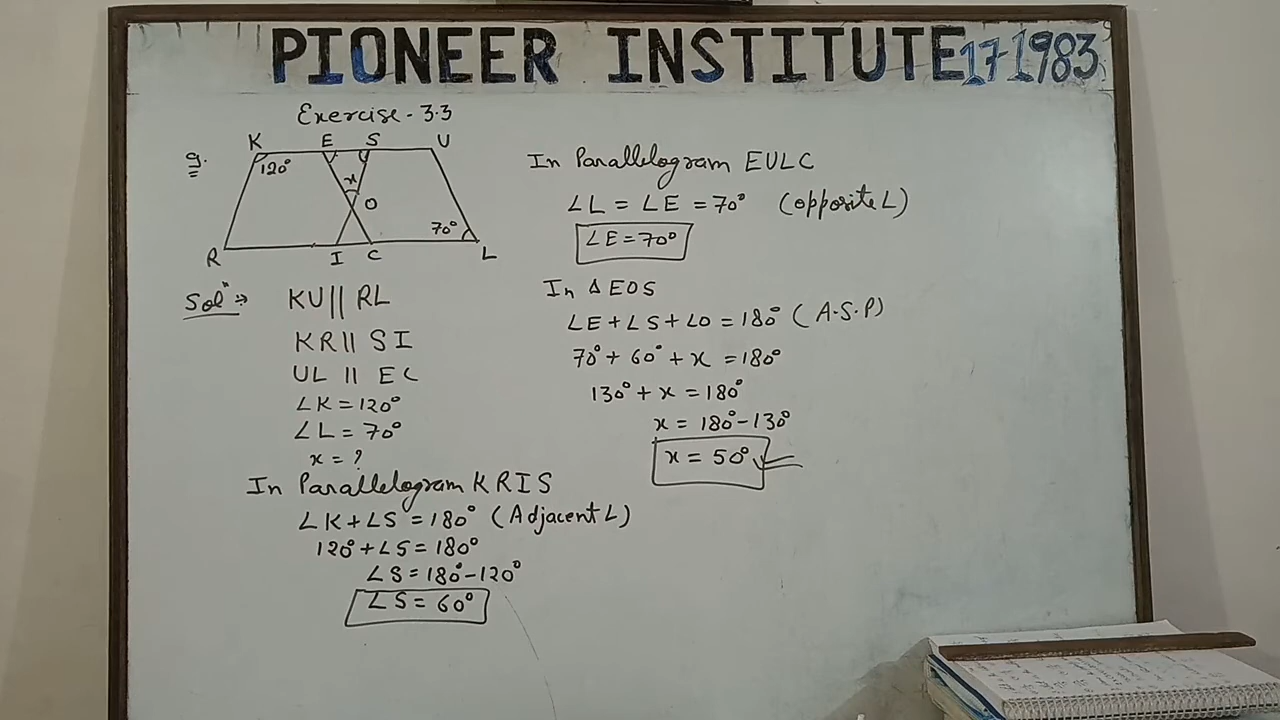 PIONEER INSTITUTE 17-1983
Exercise - 3.3
9.
K E S U
120°
x
O
70°
R I C L
Solⁿ ⇒ KU || RL
KR || SI
UL || EC
∠K = 120°
∠L = 70°
x = ?
In Parallelogram KRIS
∠K + ∠S = 180° (Adjacent ∠)
120° + ∠S = 180°
∠S = 180° - 120°
∠S = 60°
In Parallelogram EULC
∠L = ∠E = 70° (opposite ∠)
∠E = 70°
In Δ EOS
∠E + ∠S + ∠O = 180° (A.S.P)
70° + 60° + x = 180°
130° + x = 180°
x = 180° - 130°
x = 50°